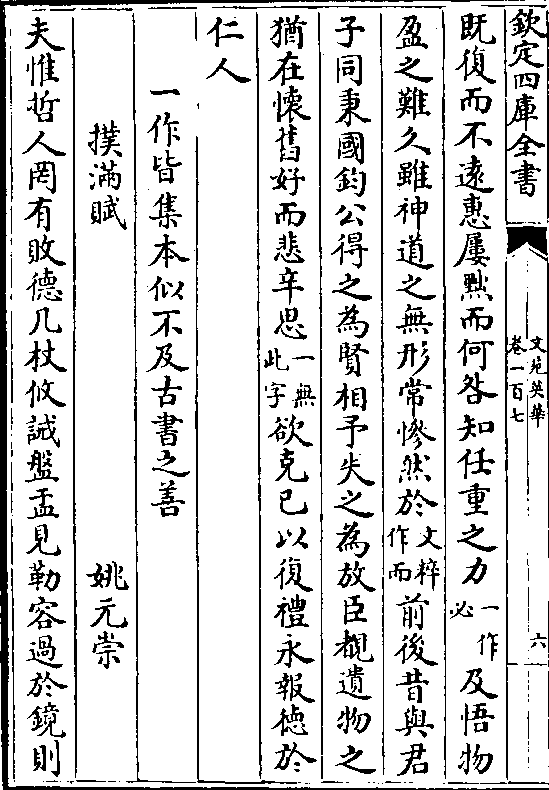 欽定四庫全書
文苑英華
卷一百七
六
既復而不遠惠屢黜而何咎知任重之力一作必及悟物
盈之難久雖神道之無形常慘然於文粹作而前後昔與君
子同秉國鈞公得之為賢相予失之為放臣覩遺物之
猶在懷舊好而悲辛思一無此字欲克已以復禮永報德於
仁人
一作皆集本似不及古書之善
撲滿賦 姚元崇
夫惟哲人罔有敗德几杖攸誡盤盂見勒容過於鏡則